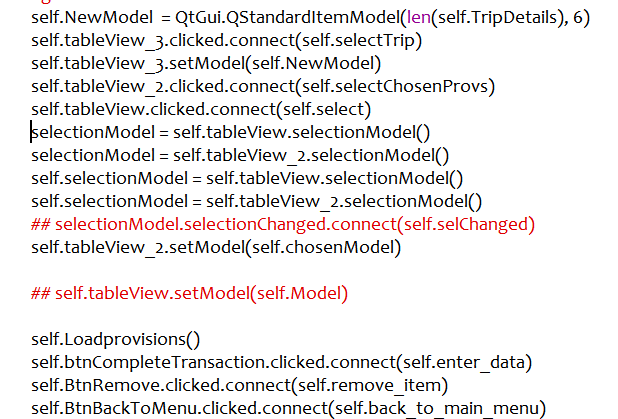 self.NewModel  = QtGui.QStandardItemModel(len(self.TripDetails), 6)
self.tableView_3.clicked.connect(self.selectTrip)
self.tableView_3.setModel(self.NewModel)
self.tableView_2.clicked.connect(self.selectChosenProvs)
self.tableView.clicked.connect(self.select)
selectionModel = self.tableView.selectionModel()
selectionModel = self.tableView_2.selectionModel()
self.selectionModel = self.tableView.selectionModel()
self.selectionModel = self.tableView_2.selectionModel()
## selectionModel.selectionChanged.connect(self.selChanged)
self.tableView_2.setModel(self.chosenModel)
## self.tableView.setModel(self.Model)
self.Loadprovisions()
self.btnCompleteTransaction.clicked.connect(self.enter_data)
self.BtnRemove.clicked.connect(self.remove_item)
self.BtnBackToMenu.clicked.connect(self.back_to_main_menu)